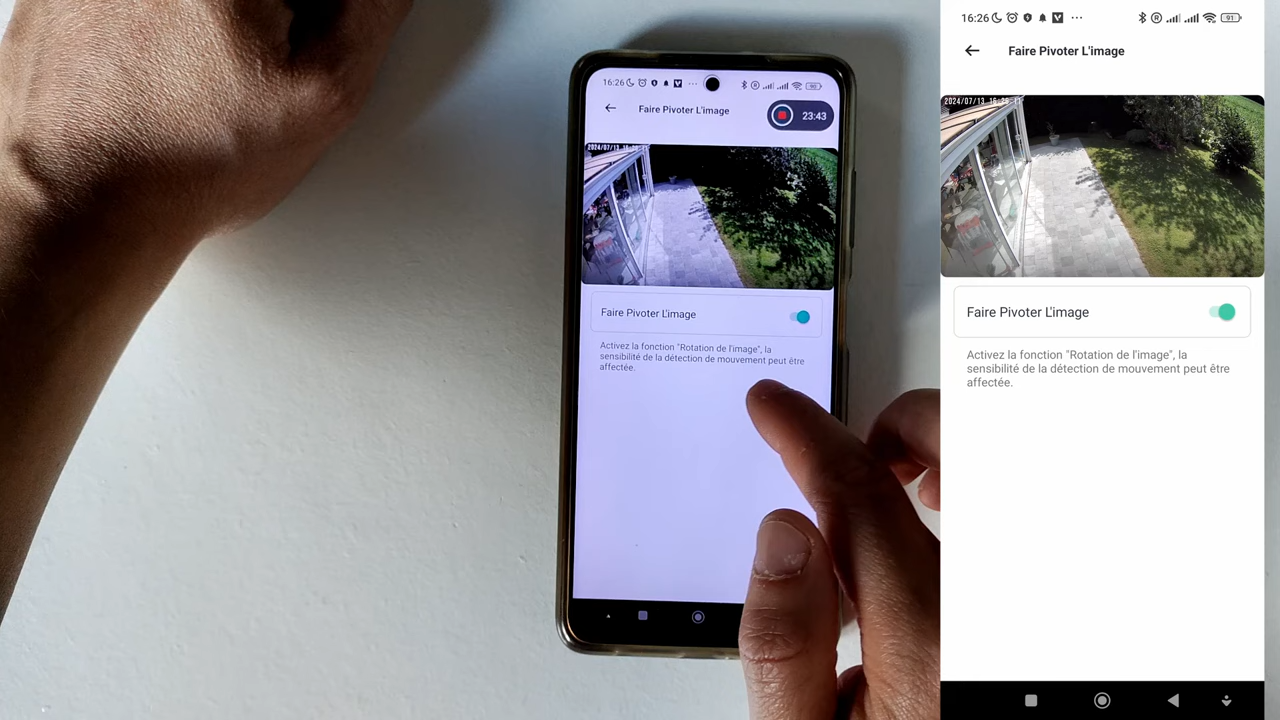 16:26
Faire Pivoter L'image
23:43
2024/07/13
Faire Pivoter L'image
Activez la fonction "Rotation de l'image", la
sensibilité de la détection de mouvement peut être
affectée.
16:26
91
Faire Pivoter L'image
2024/07/13
Faire Pivoter L'image
Activez la fonction "Rotation de l'image", la
sensibilité de la détection de mouvement peut être
affectée.